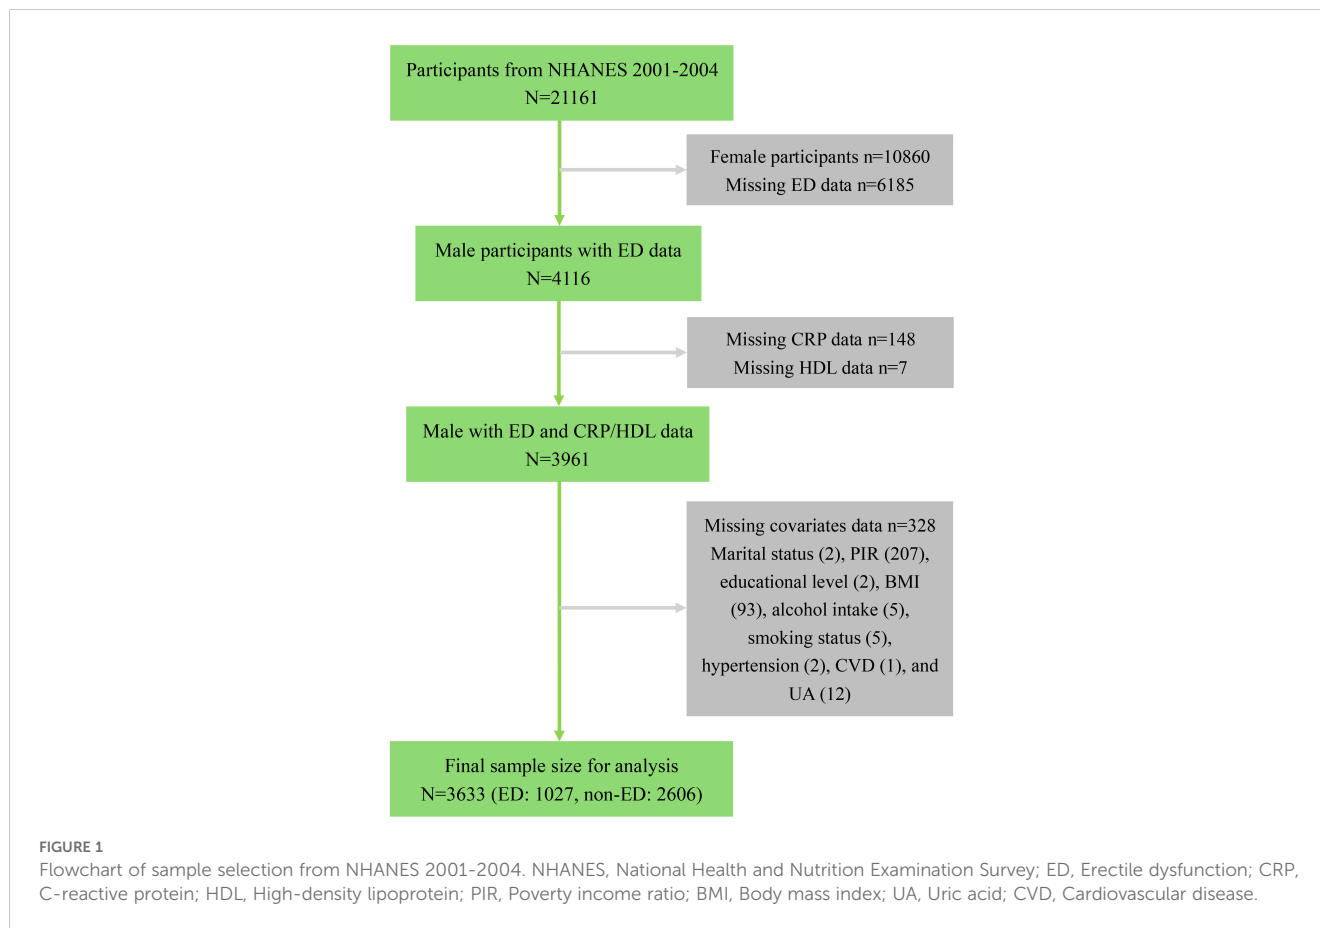 Participants from NHANES 2001-2004
N=21161
Female participants n=10860
Missing ED data n=6185
Male participants with ED data
N=4116
Missing CRP data n=148
Missing HDL data n=7
Male with ED and CRP/HDL data
N=3961
Missing covariates data n=328
Marital status (2), PIR (207),
educational level (2), BMI
(93), alcohol intake (5),
smoking status (5),
hypertension (2), CVD (1), and
UA (12)
Final sample size for analysis
N=3633 (ED: 1027, non-ED: 2606)
FIGURE 1
Flowchart of sample selection from NHANES 2001-2004. NHANES, National Health and Nutrition Examination Survey; ED, Erectile dysfunction; CRP,
C-reactive protein; HDL, High-density lipoprotein; PIR, Poverty income ratio; BMI, Body mass index; UA, Uric acid; CVD, Cardiovascular disease.